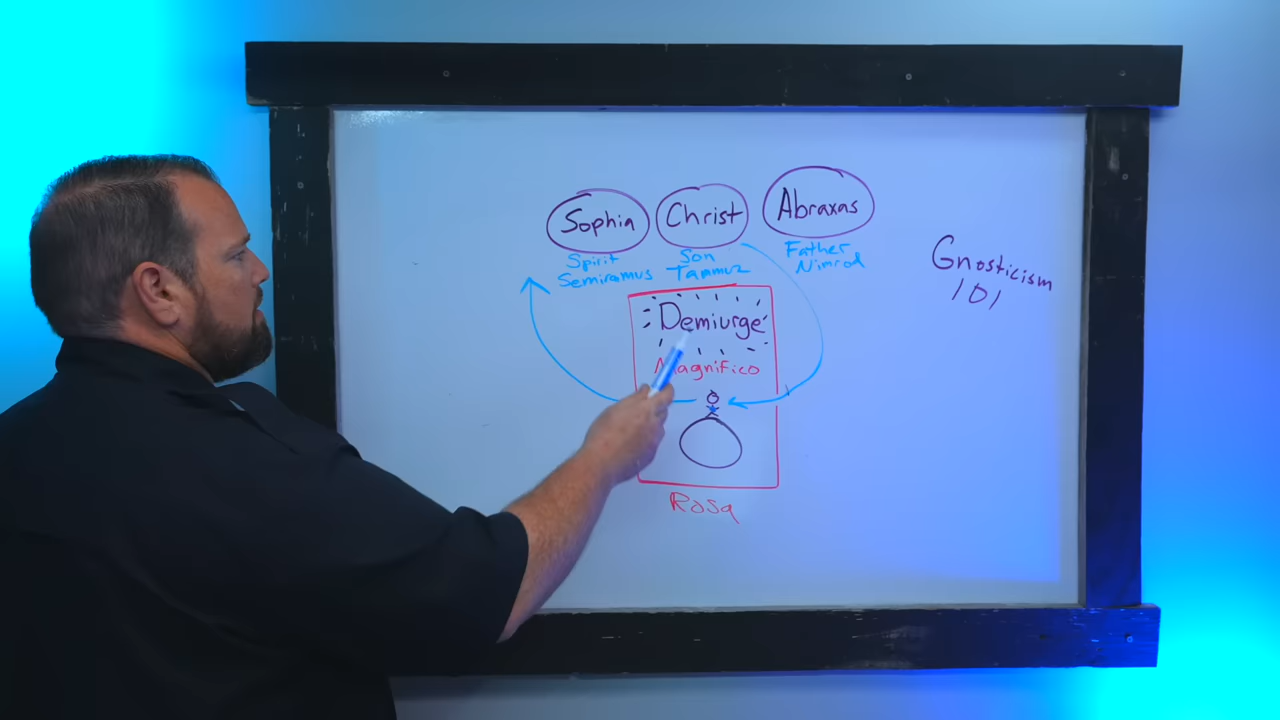 Sophia
Christ
Abraxas
Spirit
Semiramus
Son
Tammuz
Father
Nimrod
Gnosticism
101
Demiurge
Magnifico
Rosa